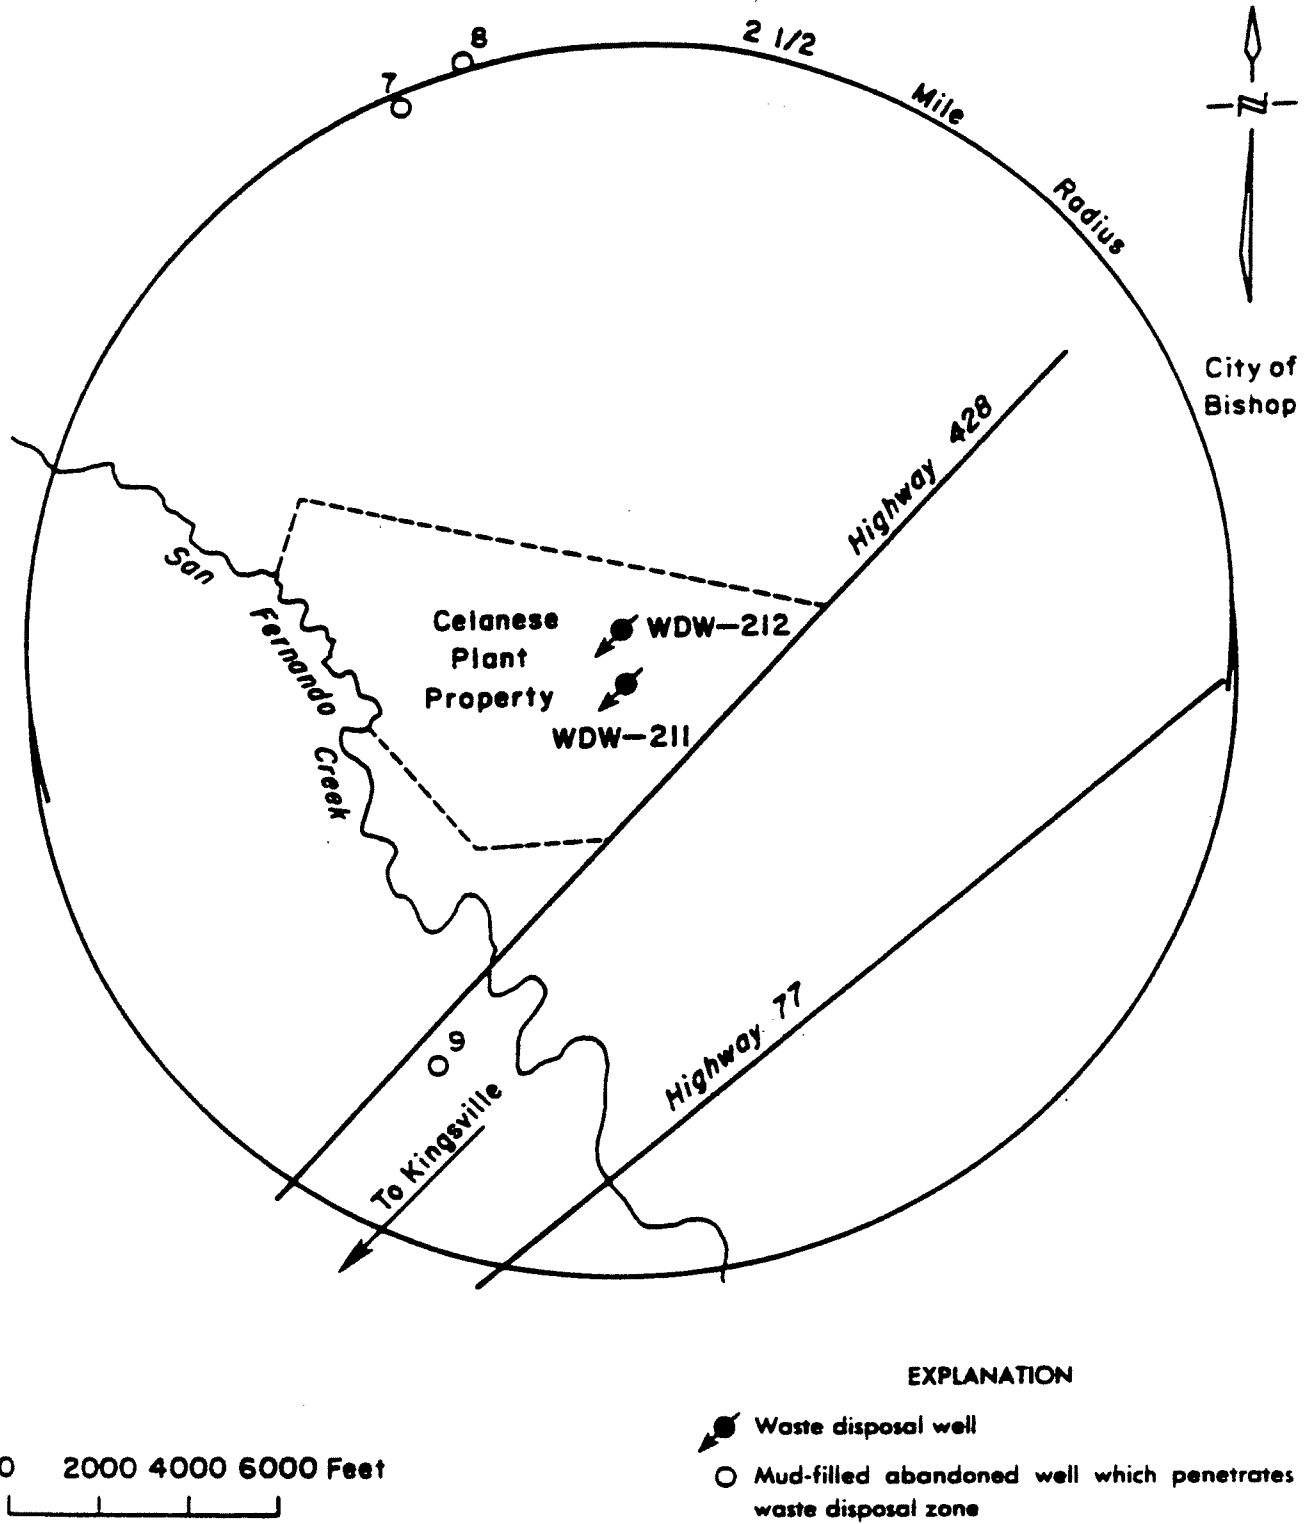 8
7
2 1/2
Mile
Radius
N
City of
Bishop
Highway 428
San
Fernando
Creek
Celanese
Plant
Property
WDW-212
WDW-211
9
Highway 77
To Kingsville
EXPLANATION
Waste disposal well
Mud-filled abandoned well which penetrates
waste disposal zone
0 2000 4000 6000 Feet